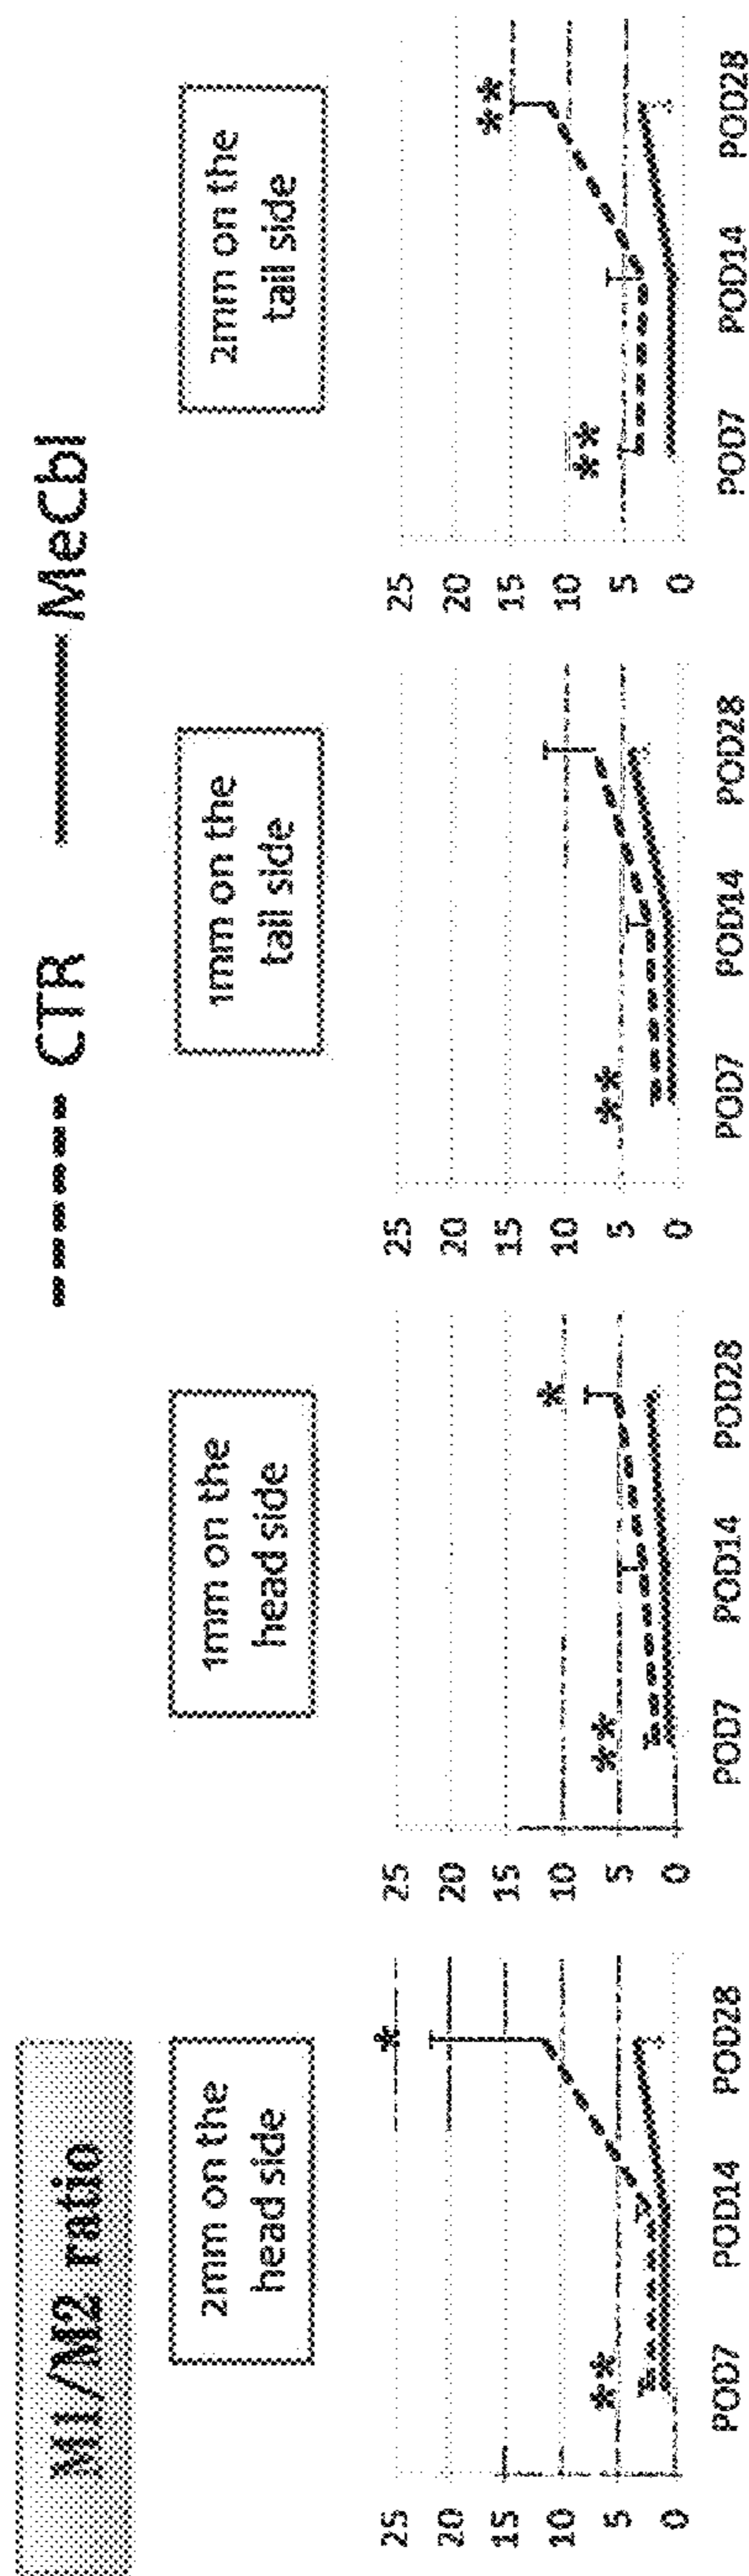 M1/M2 ratio
CTR
MeCbl
2mm on the
head side
25
20
15
10
5
0
**
*
POD7 POD14 POD28
1mm on the
head side
25
20
15
10
5
0
**
*
POD7 POD14 POD28
1mm on the
tail side
25
20
15
10
5
0
**
POD7 POD14 POD28
2mm on the
tail side
25
20
15
10
5
0
**
**
POD7 POD14 POD28